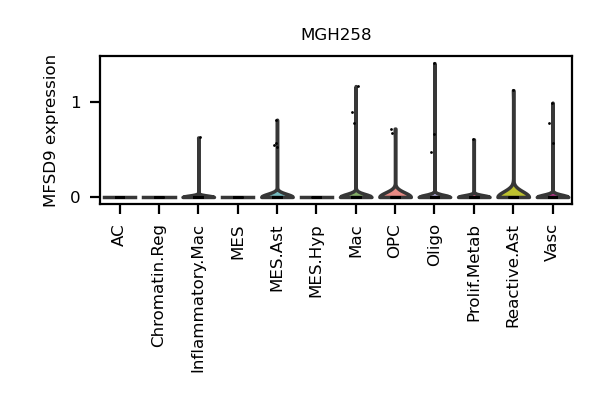 MGH258
MFSD9 expression
1
0
AC
Chromatin.Reg
Inflammatory.Mac
MES
MES.Ast
MES.Hyp
Mac
OPC
Oligo
Prolif.Metab
Reactive.Ast
Vasc